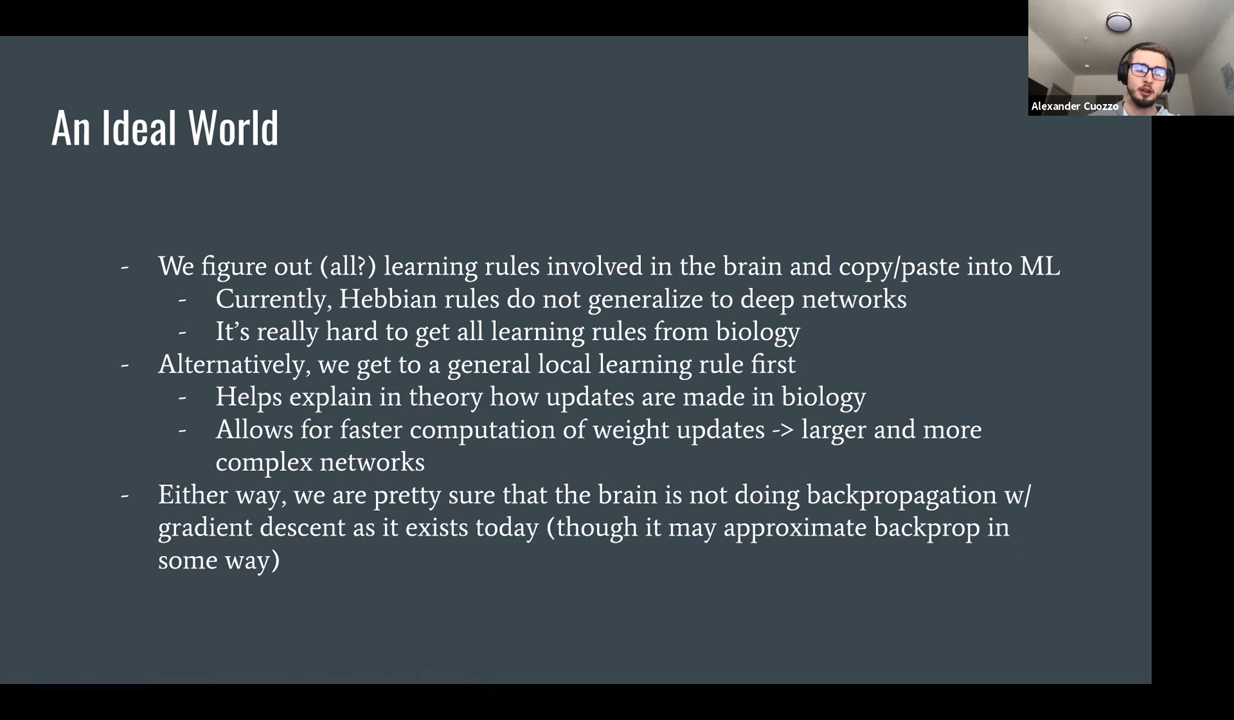 An Ideal World
Alexander Cuozzo
- We figure out (all?) learning rules involved in the brain and copy/paste into ML
- Currently, Hebbian rules do not generalize to deep networks
- It’s really hard to get all learning rules from biology
- Alternatively, we get to a general local learning rule first
- Helps explain in theory how updates are made in biology
- Allows for faster computation of weight updates -> larger and more
complex networks
- Either way, we are pretty sure that the brain is not doing backpropagation w/
gradient descent as it exists today (though it may approximate backprop in
some way)